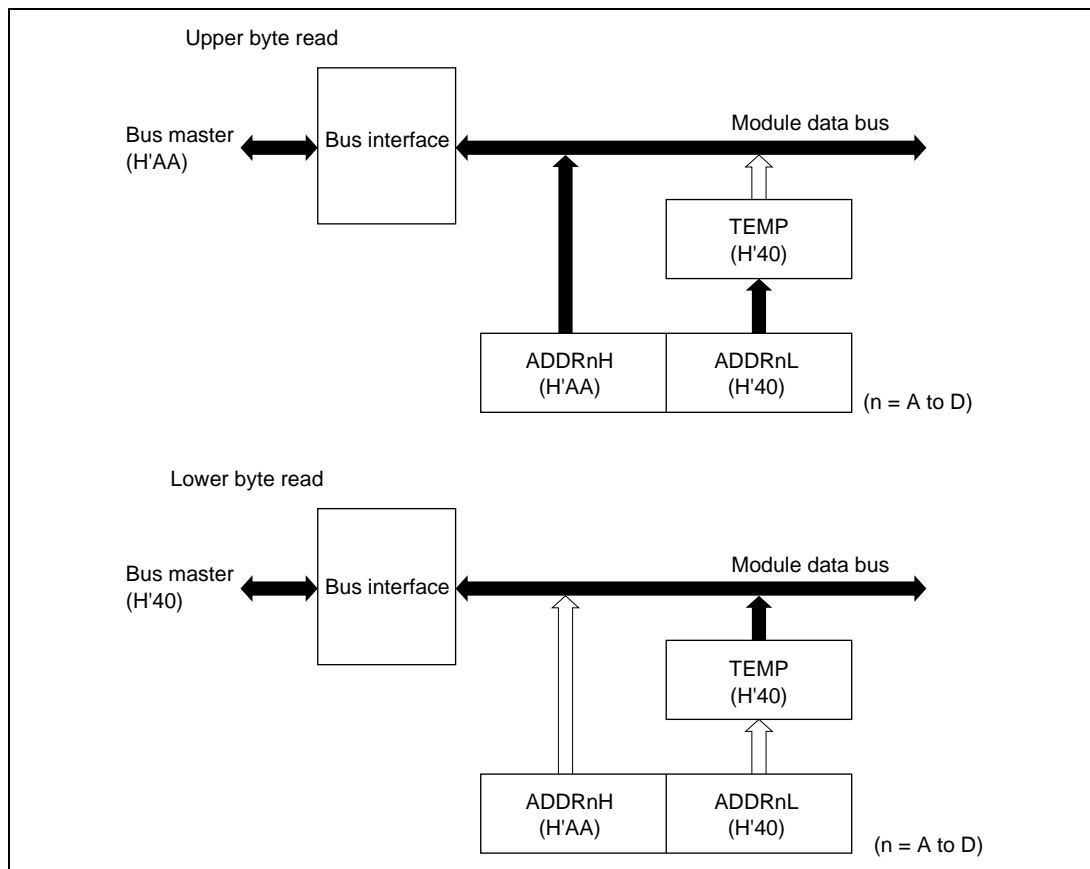 Upper byte read
Bus master
(H'AA)
Bus interface
Module data bus
TEMP
(H'40)
ADDRnH
(H'AA)
ADDRnL
(H'40)
(n = A to D)
Lower byte read
Bus master
(H'40)
Bus interface
Module data bus
TEMP
(H'40)
ADDRnH
(H'AA)
ADDRnL
(H'40)
(n = A to D)